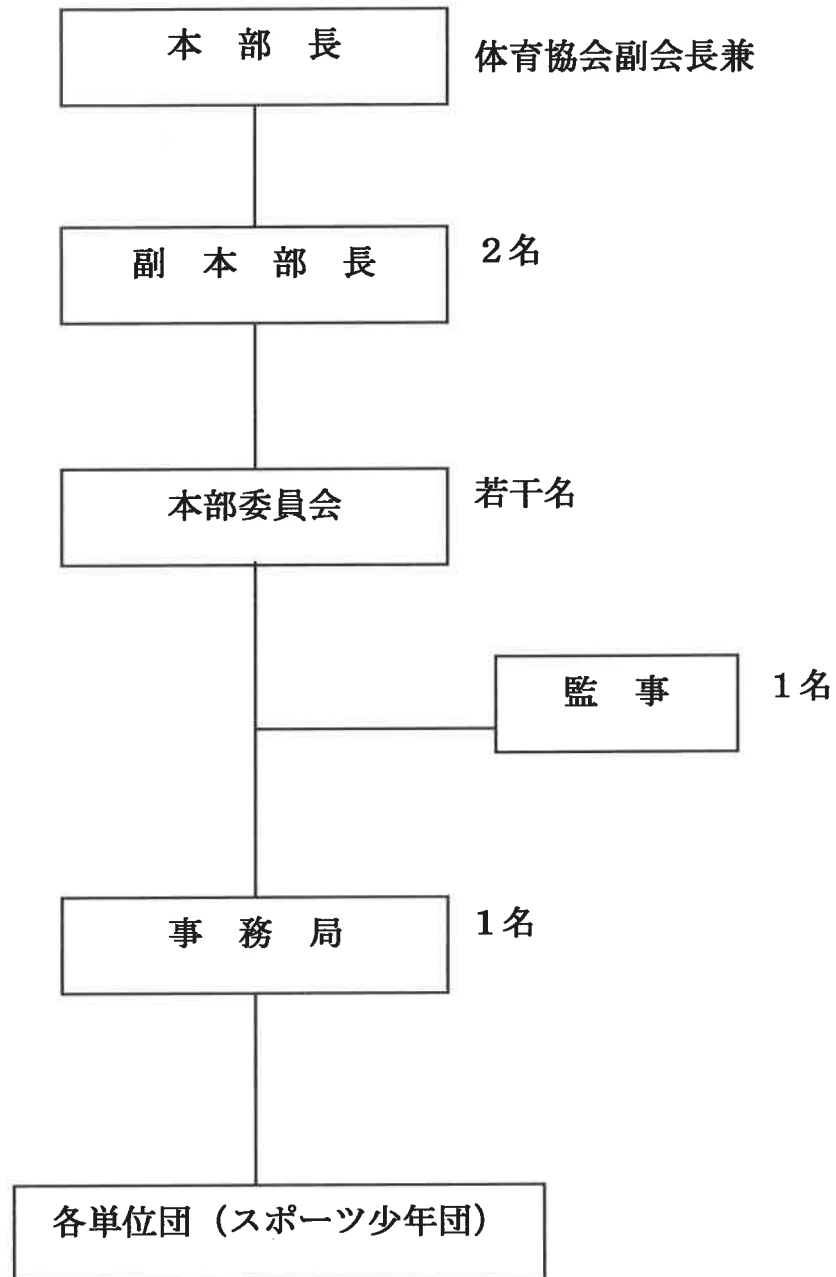 本 部 長
体育協会副会長兼
副 本 部 長
2名
本部委員会
若干名
監 事
1名
事 務 局
1名
各単位団（スポーツ少年団）